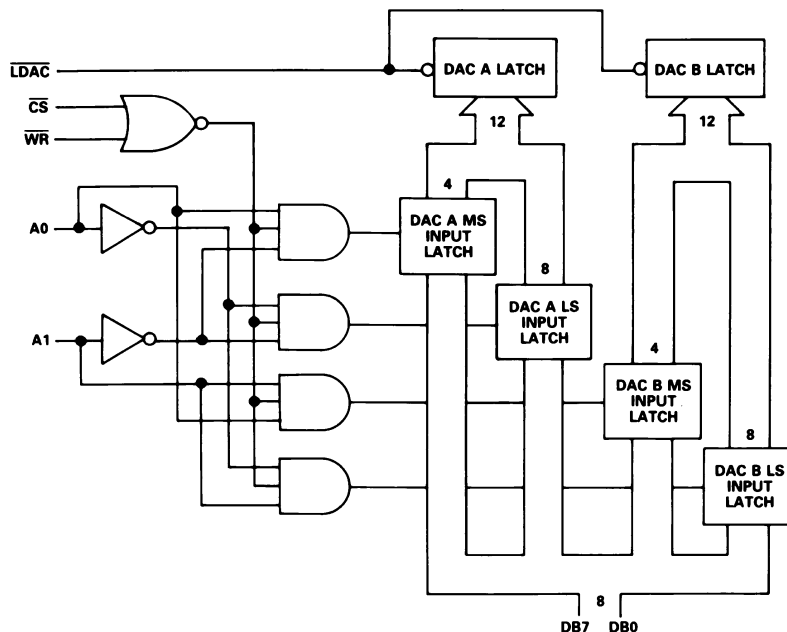 LDAC
DAC A LATCH
DAC B LATCH
CS
WR
12
12
A0
4
DAC A MS
INPUT
LATCH
8
DAC A LS
INPUT
LATCH
A1
4
DAC B MS
INPUT
LATCH
8
DAC B LS
INPUT
LATCH
8
DB7 DB0